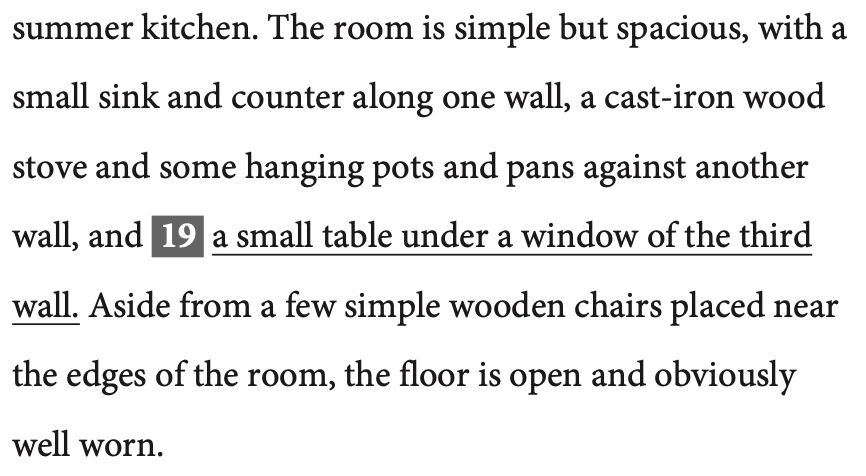 summer kitchen. The room is simple but spacious, with a
small sink and counter along one wall, a cast-iron wood
stove and some hanging pots and pans against another
wall, and 19 a small table under a window of the third
wall. Aside from a few simple wooden chairs placed near
the edges of the room, the floor is open and obviously
well worn.